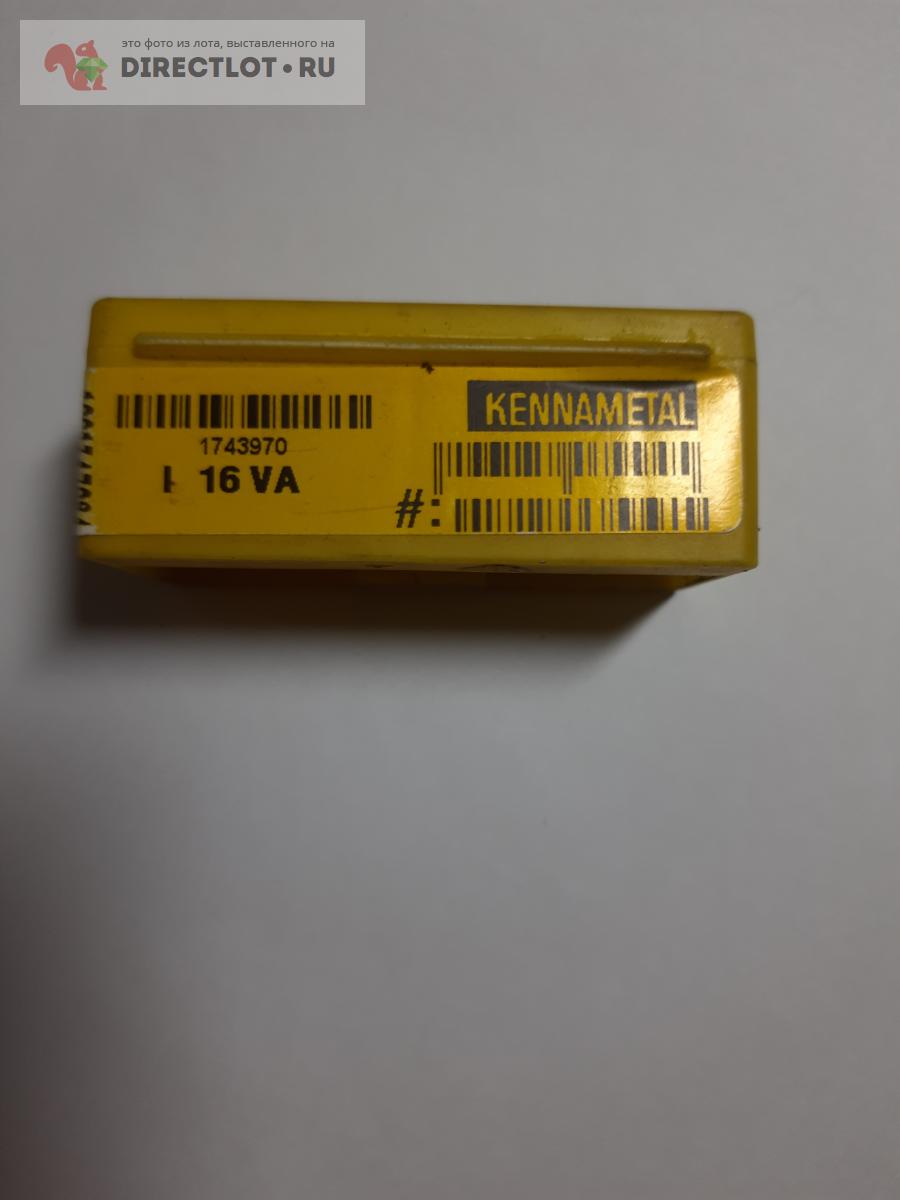 это фото из лота, выставленного на
DIRECTLOT•RU
KENNAMETAL
1743970
16 VA
#: